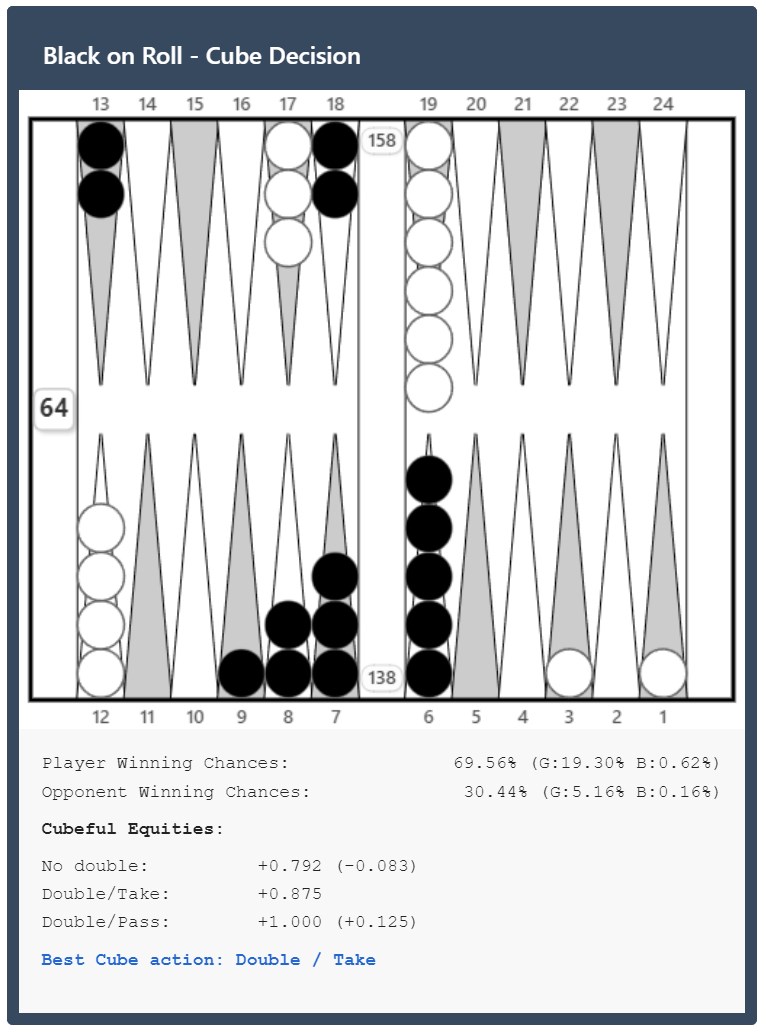 Black on Roll - Cube Decision
13 14 15 16 17 18 19 20 21 22 23 24
158
64
138
12 11 10 9 8 7 6 5 4 3 2 1
Player Winning Chances: 69.56% (G:19.30% B:0.62%)
Opponent Winning Chances: 30.44% (G:5.16% B:0.16%)
Cubeful Equities:
No double: +0.792 (-0.083)
Double/Take: +0.875
Double/Pass: +1.000 (+0.125)
Best Cube action: Double / Take